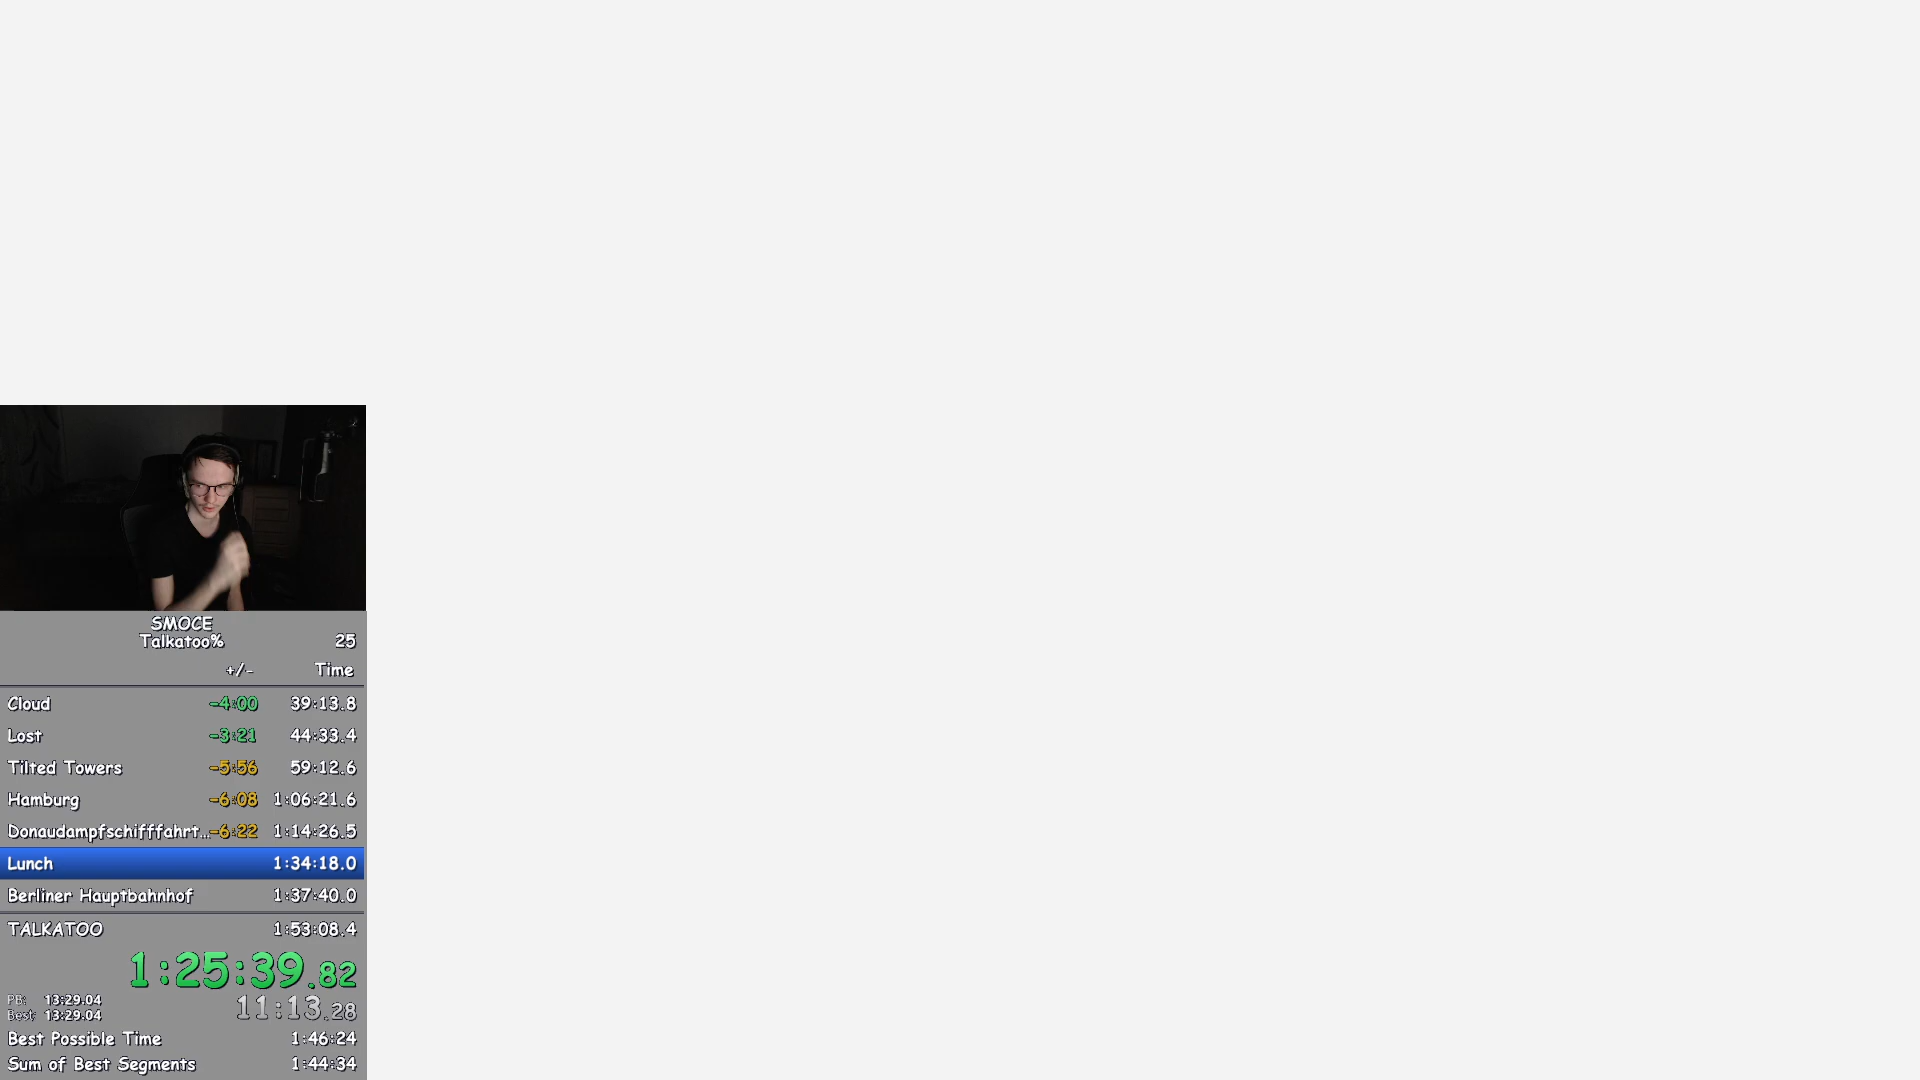 SMOCE
Talkatoo% 25
+/- Time
Cloud -4:00 39:13.8
Lost -3:21 44:33.4
Tilted Towers -5:56 59:12.6
Hamburg -6:08 1:06:21.6
Donaudampfschifffahrt... -6:22 1:14:26.5
Lunch 1:34:18.0
Berliner Hauptbahnhof 1:37:40.0
TALKATOO 1:53:08.4
1:25:39.82
PB: 13:29.04
Best: 13:29.04
11:13.28
Best Possible Time 1:46:24
Sum of Best Segments 1:44:34